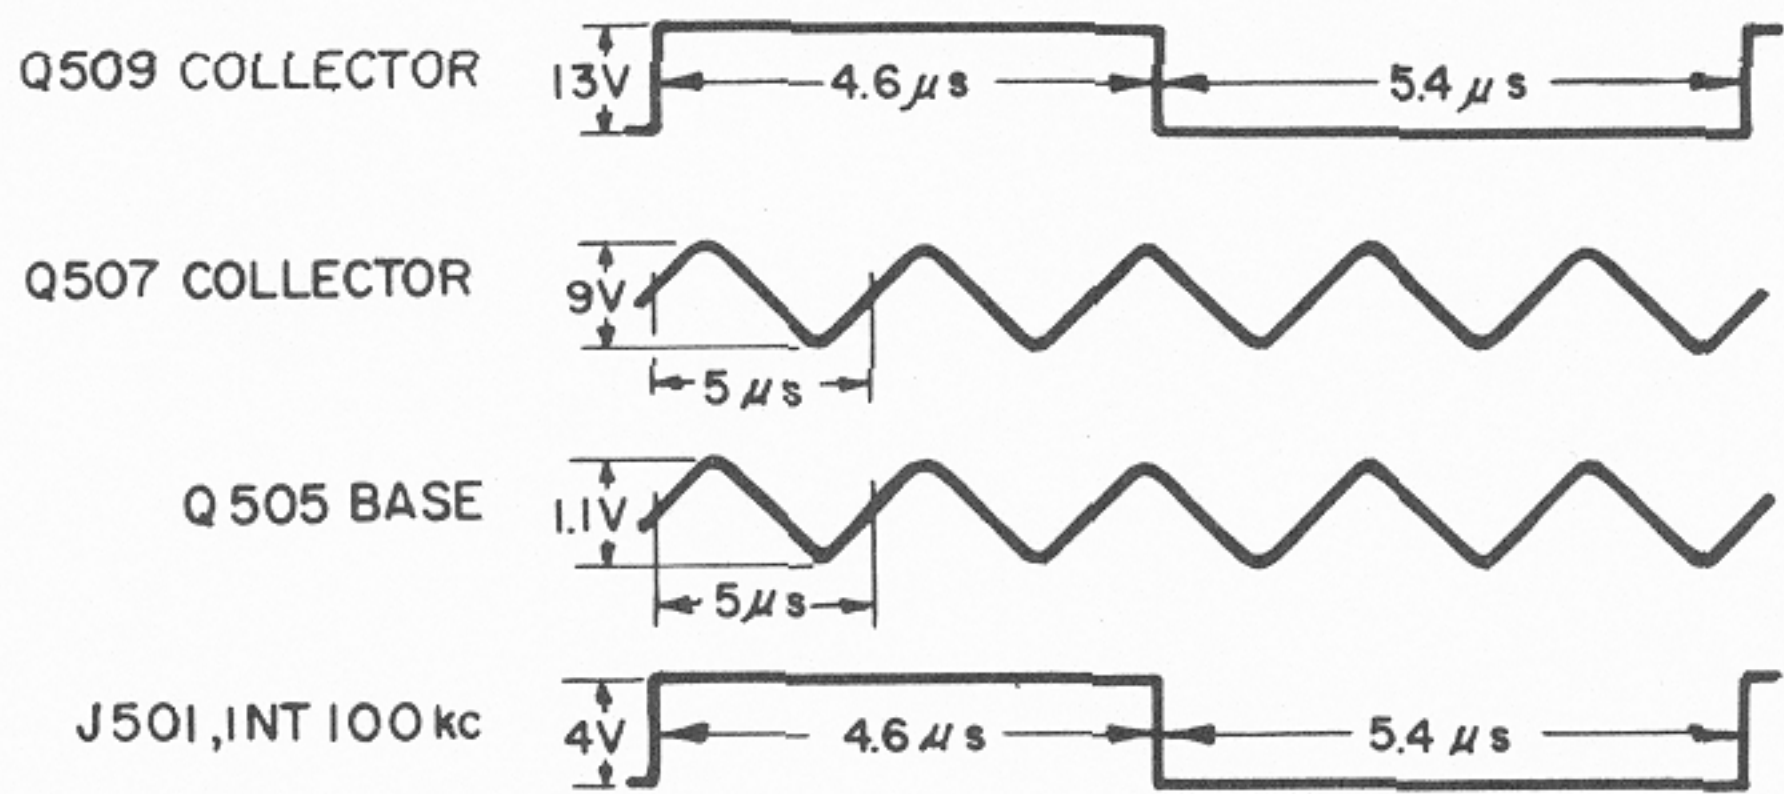 Q509 COLLECTOR 13V 4.6 μs 5.4 μs
Q507 COLLECTOR 9V
5 μs
Q505 BASE 1.1V
5 μs
J501, INT 100 kc 4V 4.6 μs 5.4 μs